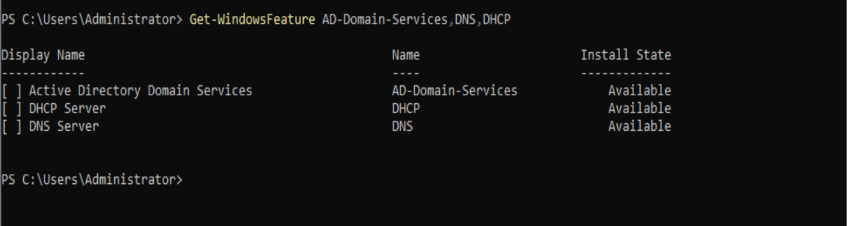 PS C:\Users\Administrator> Get-WindowsFeature AD-Domain-Services,DNS,DHCP
Display Name Name Install State
------------ ---- -------------
[ ] Active Directory Domain Services AD-Domain-Services Available
[ ] DHCP Server DHCP Available
[ ] DNS Server DNS Available
PS C:\Users\Administrator>